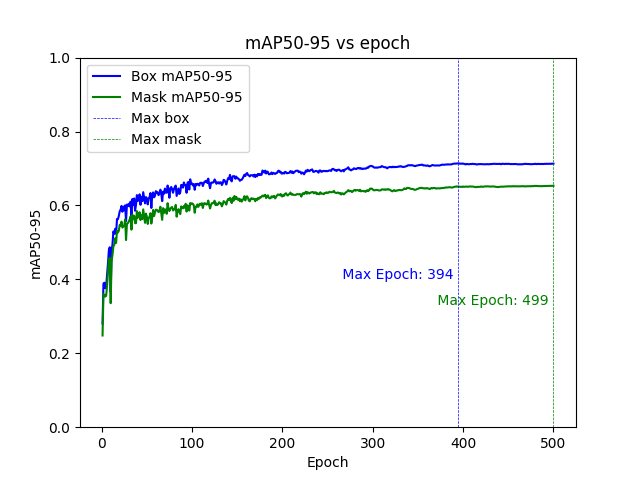 mAP50-95 vs epoch
1.0
0.8
0.6
0.4
0.2
0.0
mAP50-95
Box mAP50-95
Mask mAP50-95
Max box
Max mask
Max Epoch: 394
Max Epoch: 499
0 100 200 300 400 500
Epoch